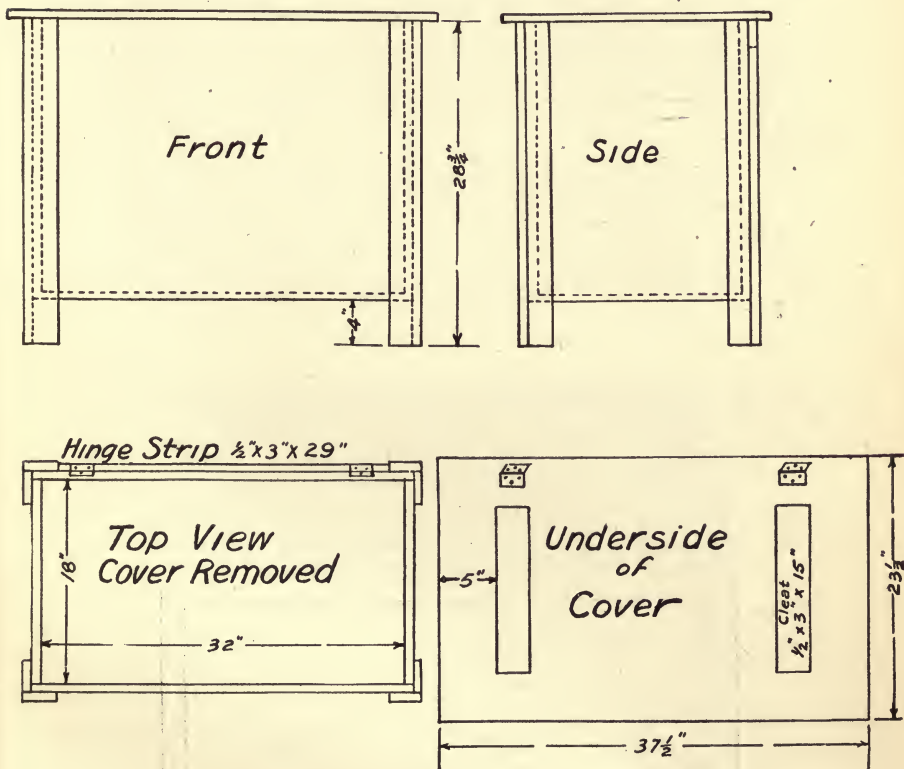 Front
28¾"
4"
Side
Hinge Strip ½"x3"x29"
Top View
Cover Removed
18"
32"
Underside
of
Cover
5"
Cleat
½"x3"x15"
23½"
37½"